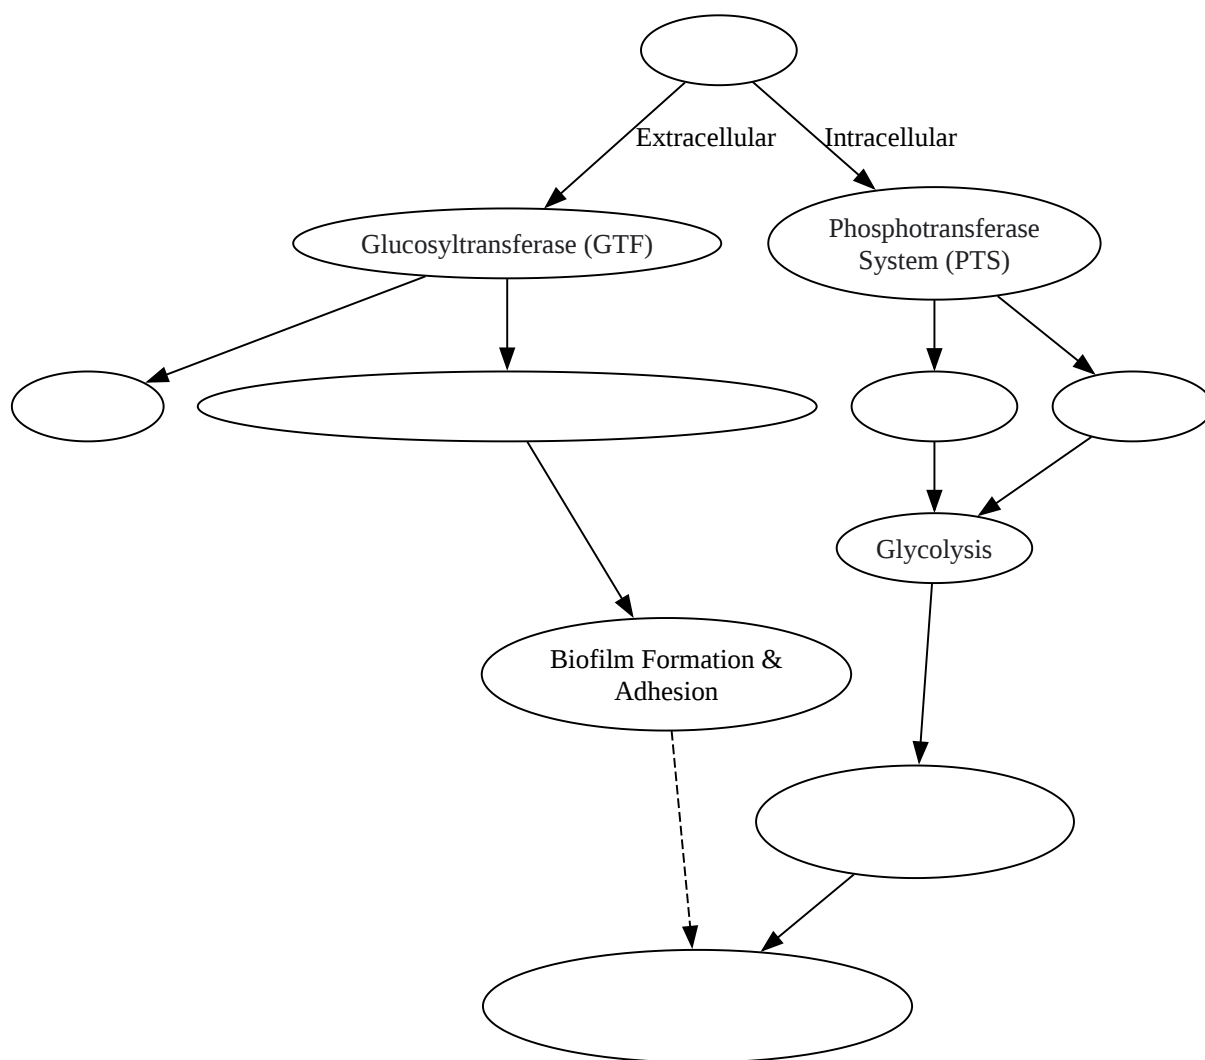 Extracellular
Intracellular
Glucosyltransferase (GTF)
Phosphotransferase
System (PTS)
Glycolysis
Biofilm Formation &
Adhesion